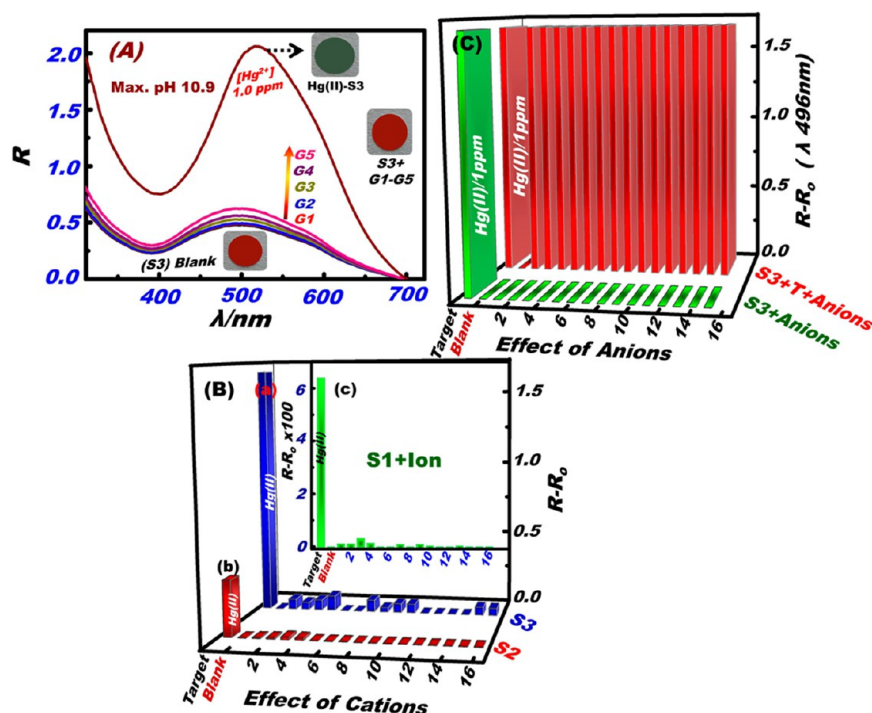 (A)
Max. pH 10.9
[Hg2+]
1.0 ppm
Hg(II)-S3
S3+
G1-G5
G5
G4
G3
G2
G1
(S3) Blank
R
2.0
1.5
1.0
0.5
0.0
400 500 600 700
λ/nm
(C)
Hg(II)/1ppm
Hg(II)/1ppm
1.5
1.0
0.5
0.0
R-Ro ( λ 496nm)
S3+T+Anions
S3+Anions
Target
Blank
2 4 6 8 10 12 14 16
Effect of Anions
(B)
(a)
Hg(II)
(b)
Hg(II)
(c)
Hg(II)
S1+Ion
R-Ro x100
6
4
2
0
Target
Blank
2 4 6 8 10 12 14 16
1.5
1.0
0.5
0.0
R-Ro
S3
S2
Target
Blank
2 4 6 8 10 12 14 16
Effect of Cations